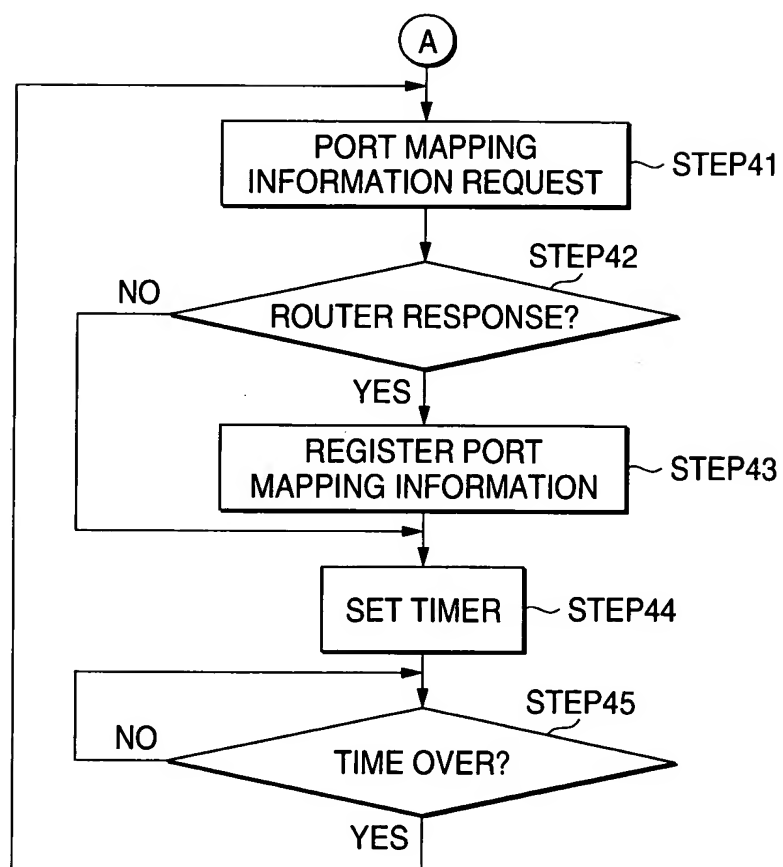 A
PORT MAPPING
INFORMATION REQUEST
STEP41
STEP42
NO
ROUTER RESPONSE?
YES
REGISTER PORT
MAPPING INFORMATION
STEP43
SET TIMER
STEP44
STEP45
NO
TIME OVER?
YES